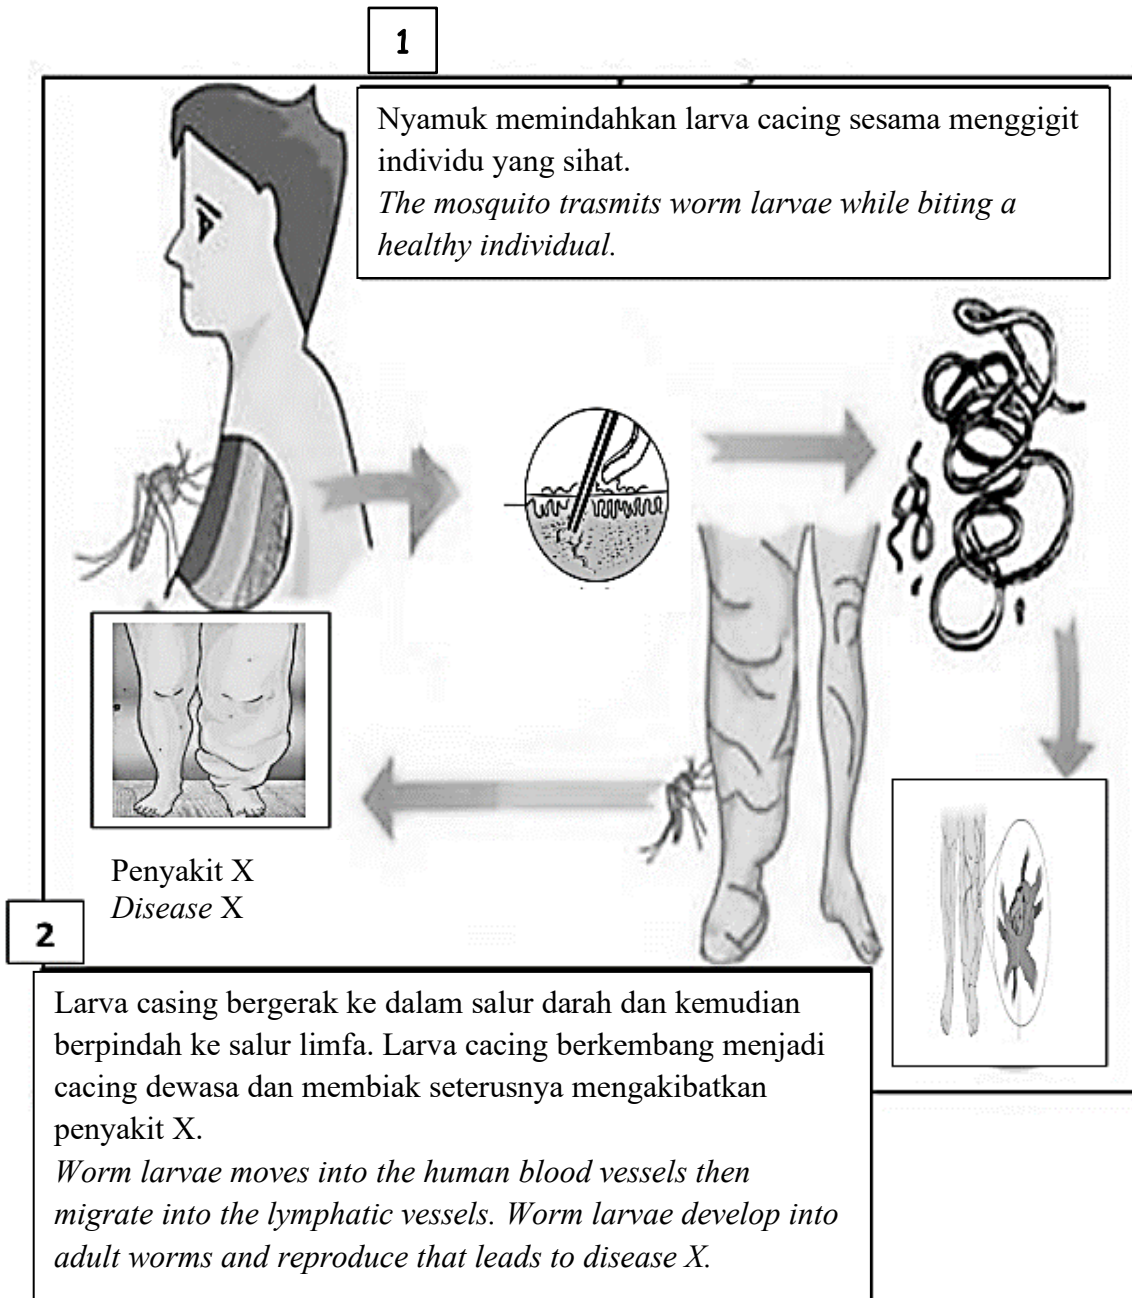 1
Nyamuk memindahkan larva cacing sesama menggigit
individu yang sihat.
The mosquito trasmits worm larvae while biting a
healthy individual.
Penyakit X
Disease X
2
Larva casing bergerak ke dalam salur darah dan kemudian
berpindah ke salur limfa. Larva cacing berkembang menjadi
cacing dewasa dan membiak seterusnya mengakibatkan
penyakit X.
Worm larvae moves into the human blood vessels then
migrate into the lymphatic vessels. Worm larvae develop into
adult worms and reproduce that leads to disease X.